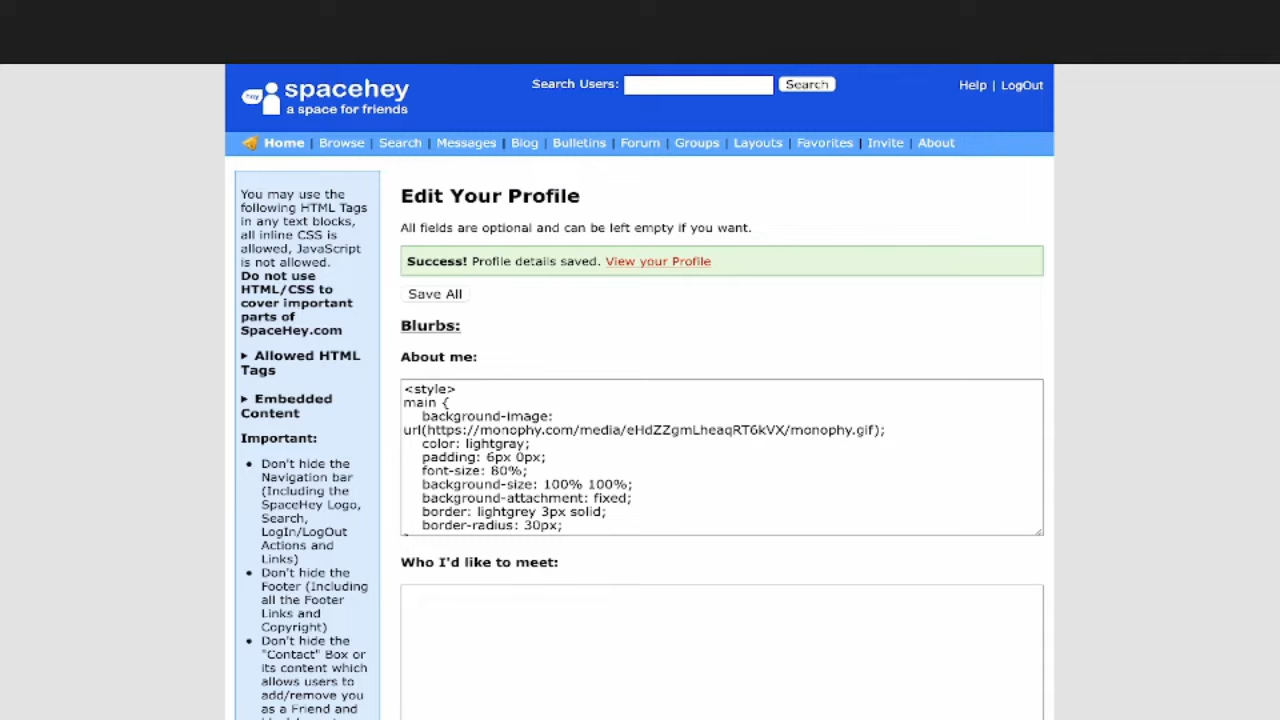 hey spacehey
a space for friends
Search Users: Search
Help | LogOut
Home | Browse | Search | Messages | Blog | Bulletins | Forum | Groups | Layouts | Favorites | Invite | About
You may use the
following HTML Tags
in any text blocks,
all inline CSS is
allowed, JavaScript
is not allowed.
Do not use
HTML/CSS to
cover important
parts of
SpaceHey.com
▸ Allowed HTML
Tags
▸ Embedded
Content
Important:
• Don't hide the
Navigation bar
(Including the
SpaceHey Logo,
Search,
LogIn/LogOut
Actions and
Links)
• Don't hide the
Footer (Including
all the Footer
Links and
Copyright)
• Don't hide the
"Contact" Box or
its content which
allows users to
add/remove you
as a Friend and
Edit Your Profile
All fields are optional and can be left empty if you want.
Success! Profile details saved. View your Profile
Save All
Blurbs:
About me:
<style>
main {
background-image:
url(https://monophy.com/media/eHdZZgmLheaqRT6kVX/monophy.gif);
color: lightgray;
padding: 6px 0px;
font-size: 80%;
background-size: 100% 100%;
background-attachment: fixed;
border: lightgrey 3px solid;
border-radius: 30px;
Who I'd like to meet: